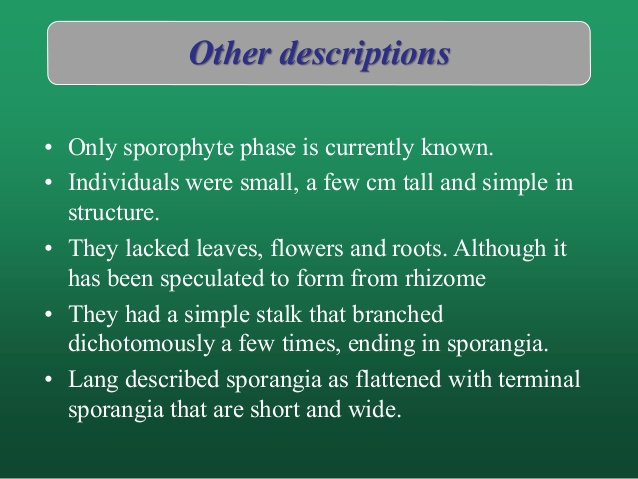 Other descriptions
• Only sporophyte phase is currently known.
• Individuals were small, a few cm tall and simple in
structure.
• They lacked leaves, flowers and roots. Although it
has been speculated to form from rhizome
• They had a simple stalk that branched
dichotomously a few times, ending in sporangia.
• Lang described sporangia as flattened with terminal
sporangia that are short and wide.